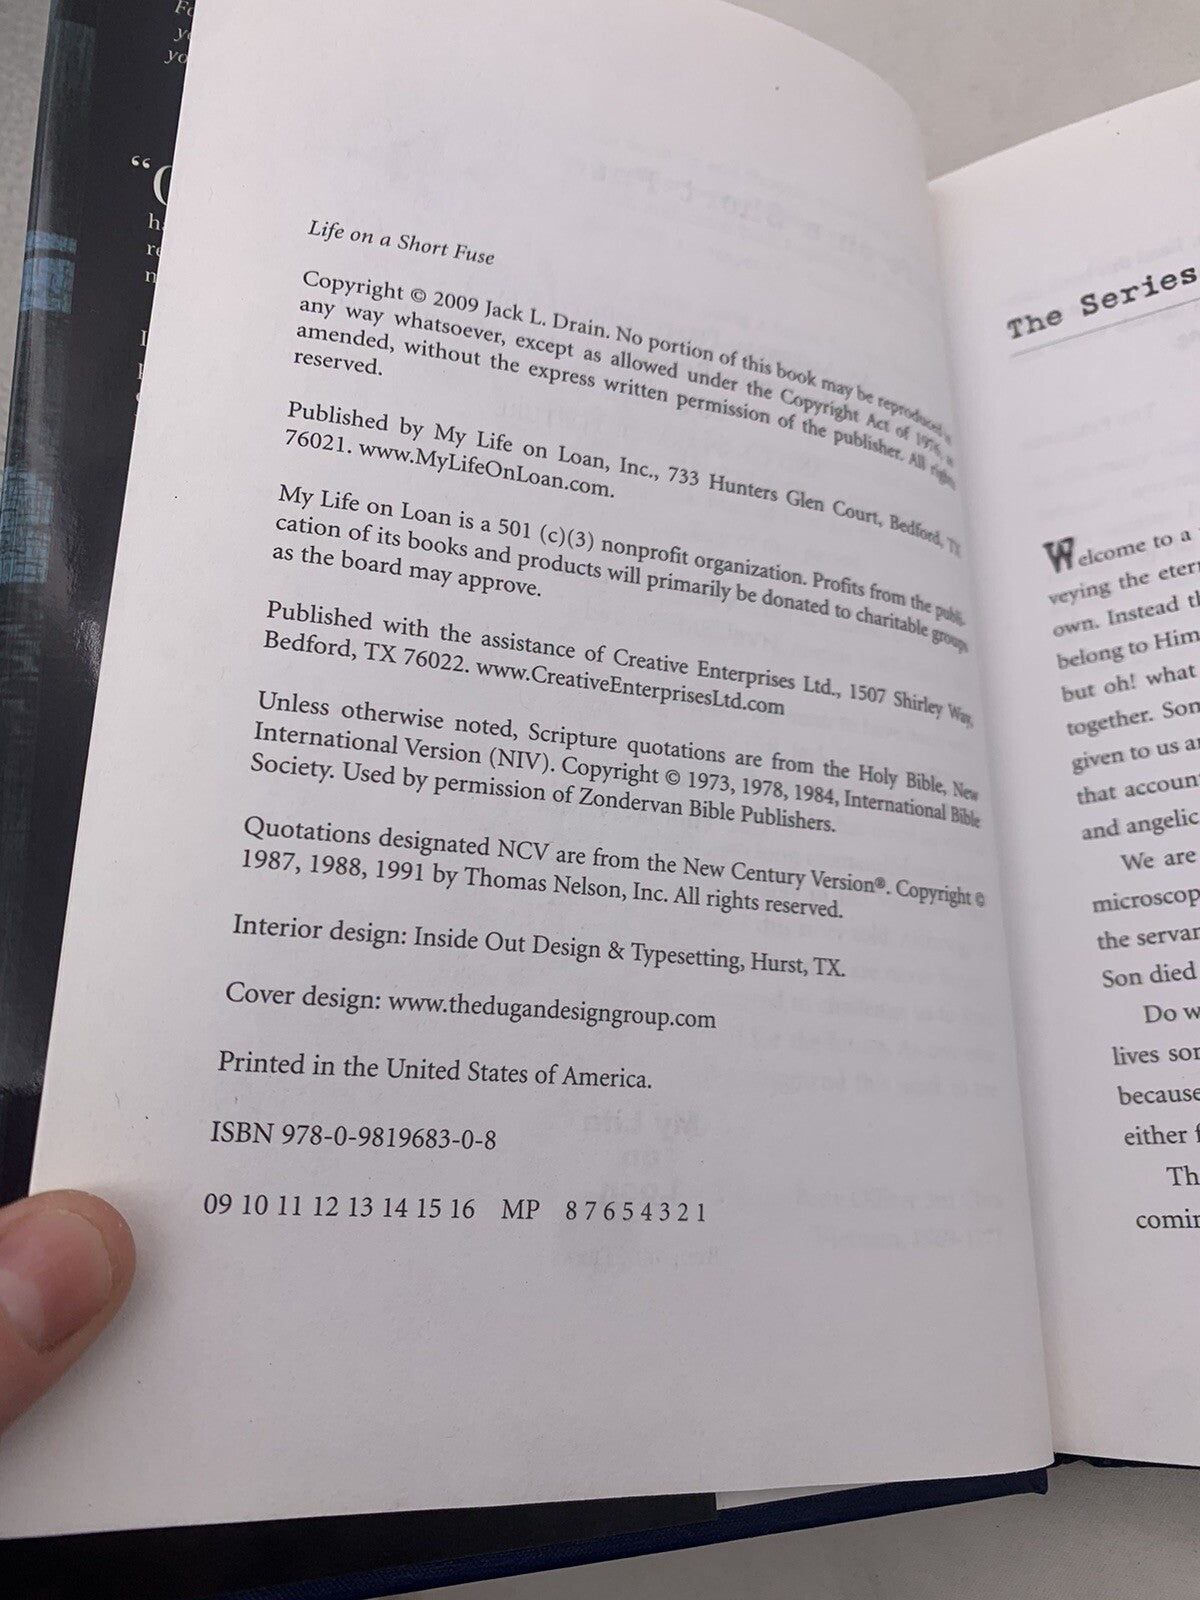 Fo
yo
“C
ha
re
m
Life on a Short Fuse
Copyright © 2009 Jack L. Drain. No portion of this book may be reproduced in
any way whatsoever, except as allowed under the Copyright Act of 1976, as
amended, without the express written permission of the publisher. All rights
reserved.
Published by My Life on Loan, Inc., 733 Hunters Glen Court, Bedford, TX
76021. www.MyLifeOnLoan.com.
My Life on Loan is a 501 (c)(3) nonprofit organization. Profits from the publi-
cation of its books and products will primarily be donated to charitable groups
as the board may approve.
Published with the assistance of Creative Enterprises Ltd., 1507 Shirley Way,
Bedford, TX 76022. www.CreativeEnterprisesLtd.com
Unless otherwise noted, Scripture quotations are from the Holy Bible, New
International Version (NIV). Copyright © 1973, 1978, 1984, International Bible
Society. Used by permission of Zondervan Bible Publishers.
Quotations designated NCV are from the New Century Version®. Copyright ©
1987, 1988, 1991 by Thomas Nelson, Inc. All rights reserved.
Interior design: Inside Out Design & Typesetting, Hurst, TX.
Cover design: www.thedugandesigngroup.com
Printed in the United States of America.
ISBN 978-0-9819683-0-8
09 10 11 12 13 14 15 16 MP 8 7 6 5 4 3 2 1
The Series
Welcome to a
veying the eter
own. Instead th
belong to Him
but oh! what
together. Son
given to us a
that accoun
and angelic
We are
microscop
the servan
Son died
Do w
lives son
because
either f
Th
comin